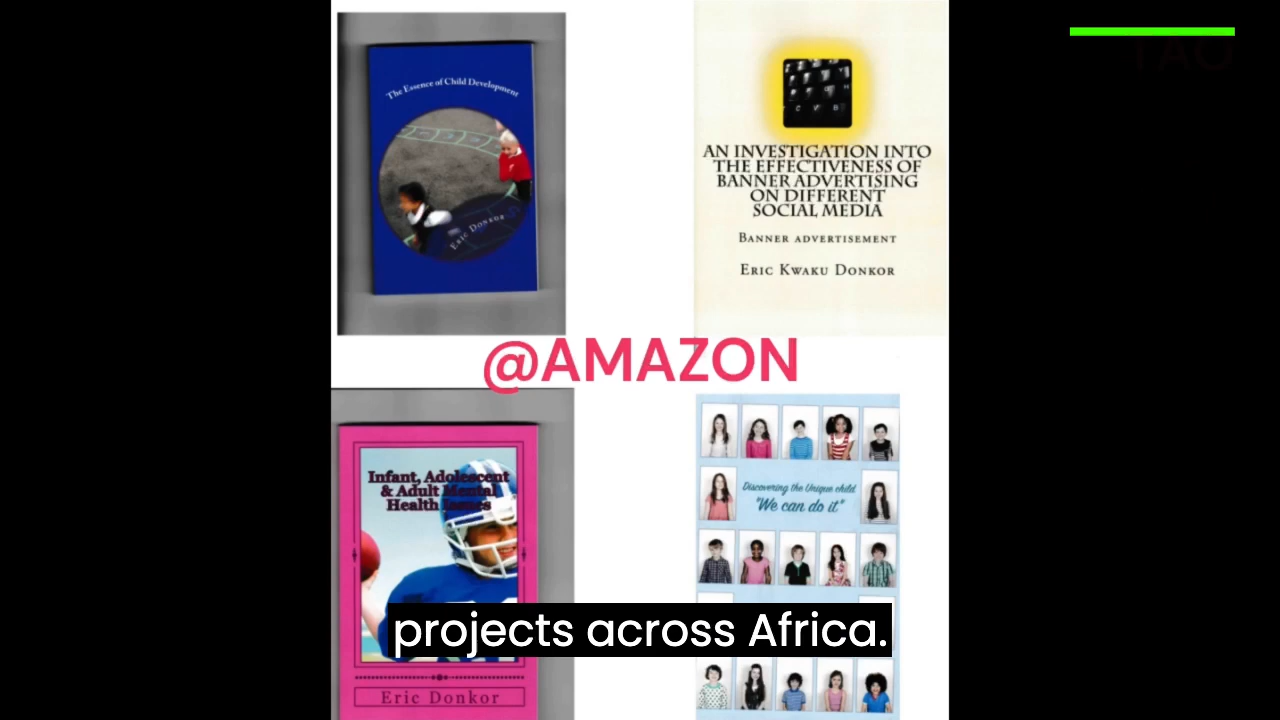 The Essence of Child Development
Eric Donkor
AN INVESTIGATION INTO
THE EFFECTIVENESS OF
BANNER ADVERTISING
ON DIFFERENT
SOCIAL MEDIA
BANNER ADVERTISEMENT
ERIC KWAKU DONKOR
@AMAZON
Infant, Adolescent
& Adult Mental
Health Issues
Eric Donkor
Discovering the Unique child
"We can do it"
projects across Africa.